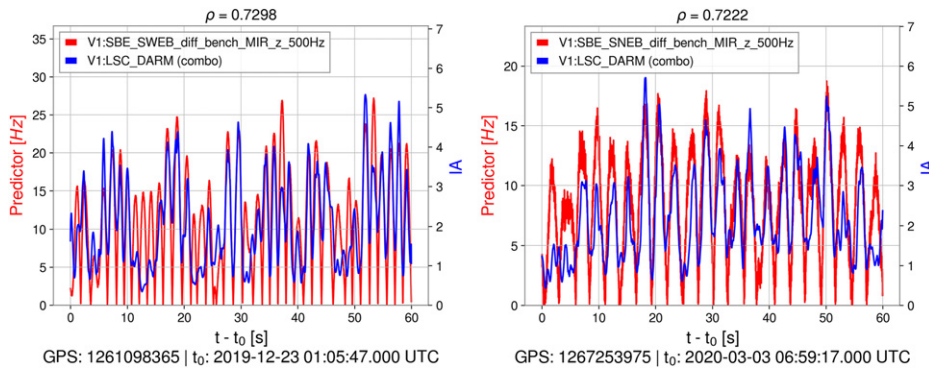 ρ = 0.7298
V1:SBE_SWEB_diff_bench_MIR_z_500Hz
V1:LSC_DARM (combo)
Predictor [Hz]
35
30
25
20
15
10
5
0
7
6
5
4
3
2
1
0
IA
0 10 20 30 40 50 60
t - t₀ [s]
GPS: 1261098365 | t₀: 2019-12-23 01:05:47.000 UTC
ρ = 0.7222
V1:SBE_SNEB_diff_bench_MIR_z_500Hz
V1:LSC_DARM (combo)
Predictor [Hz]
20
15
10
5
0
7
6
5
4
3
2
1
0
IA
0 10 20 30 40 50 60
t - t₀ [s]
GPS: 1267253975 | t₀: 2020-03-03 06:59:17.000 UTC